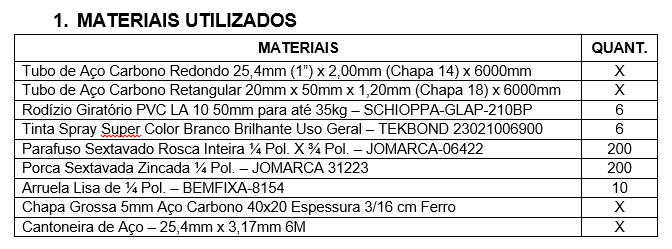 1. MATERIAIS UTILIZADOS
MATERIAIS QUANT.
Tubo de Aço Carbono Redondo 25,4mm (1”) x 2,00mm (Chapa 14) x 6000mm X
Tubo de Aço Carbono Retangular 20mm x 50mm x 1,20mm (Chapa 18) x 6000mm X
Rodízio Giratório PVC LA 10 50mm para até 35kg – SCHIOPPA-GLAP-210BP 6
Tinta Spray Super Color Branco Brilhante Uso Geral – TEKBOND 23021006900 6
Parafuso Sextavado Rosca Inteira ¼ Pol. X ¾ Pol. – JOMARCA-06422 200
Porca Sextavada Zincada ¼ Pol. – JOMARCA 31223 200
Arruela Lisa de ¼ Pol. – BEMFIXA-8154 10
Chapa Grossa 5mm Aço Carbono 40x20 Espessura 3/16 cm Ferro X
Cantoneira de Aço – 25,4mm x 3,17mm 6M X